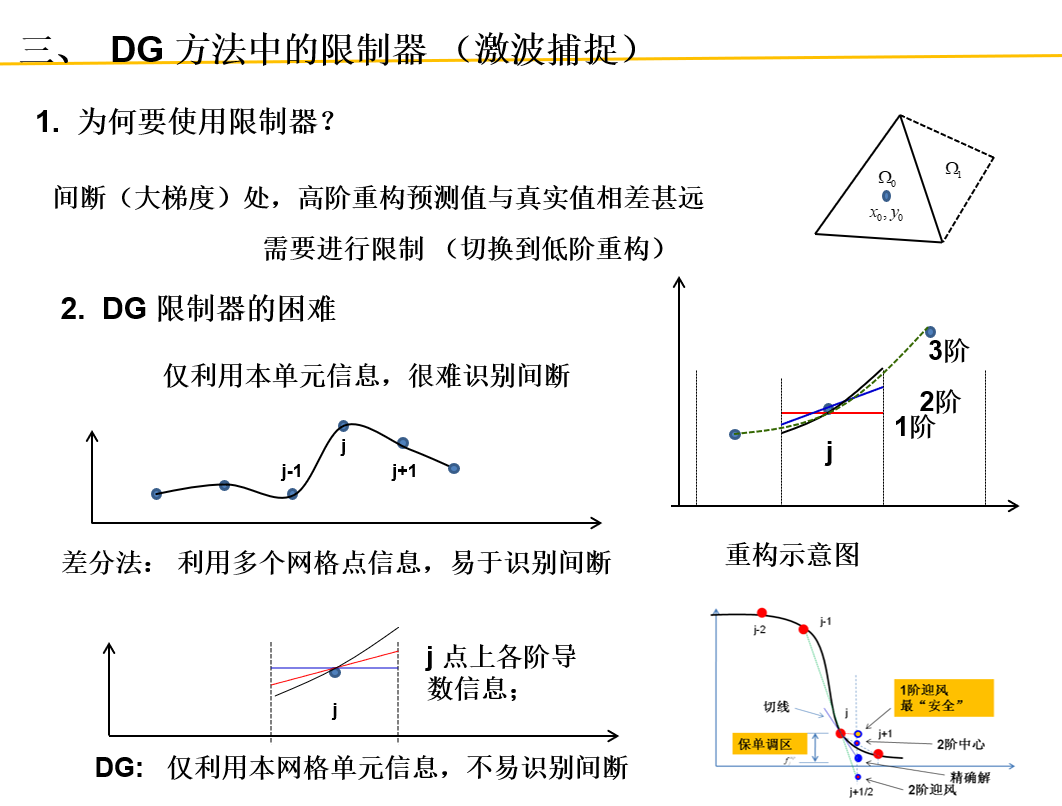 三、 DG 方法中的限制器 （激波捕捉）
1. 为何要使用限制器？
间断（大梯度）处，高阶重构预测值与真实值相差甚远
需要进行限制 （切换到低阶重构）
Ω₀
x₀, y₀
Ω₁
2. DG 限制器的困难
仅利用本单元信息，很难识别间断
j-1
j
j+1
差分法： 利用多个网格点信息，易于识别间断
3阶
2阶
1阶
j
重构示意图
j
j 点上各阶导
数信息；
DG: 仅利用本网格单元信息，不易识别间断
j-2
j-1
切线
j
1阶迎风
最“安全”
j+1
2阶中心
保单调区
精确解
j+1/2
2阶迎风